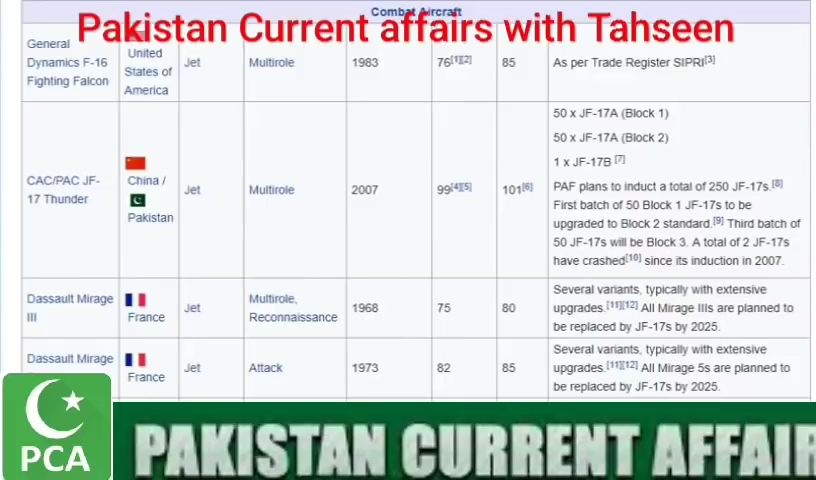 Combat Aircraft
Pakistan Current affairs with Tahseen
General
Dynamics F-16
Fighting Falcon
United
States of
America
Jet
Multirole
1983
76[1][2]
85
As per Trade Register SIPRI[3]
CAC/PAC JF-
17 Thunder
China /
Pakistan
Jet
Multirole
2007
99[4][5]
101[6]
50 x JF-17A (Block 1)
50 x JF-17A (Block 2)
1 x JF-17B [7]
PAF plans to induct a total of 250 JF-17s.[8]
First batch of 50 Block 1 JF-17s to be
upgraded to Block 2 standard.[9] Third batch of
50 JF-17s will be Block 3. A total of 2 JF-17s
have crashed[10] since its induction in 2007.
Dassault Mirage
III
France
Jet
Multirole,
Reconnaissance
1968
75
80
Several variants, typically with extensive
upgrades.[11][12] All Mirage IIIs are planned to
be replaced by JF-17s by 2025.
Dassault Mirage
France
Jet
Attack
1973
82
85
Several variants, typically with extensive
upgrades.[11][12] All Mirage 5s are planned to
be replaced by JF-17s by 2025.
PCA
PAKISTAN CURRENT AFFAIR